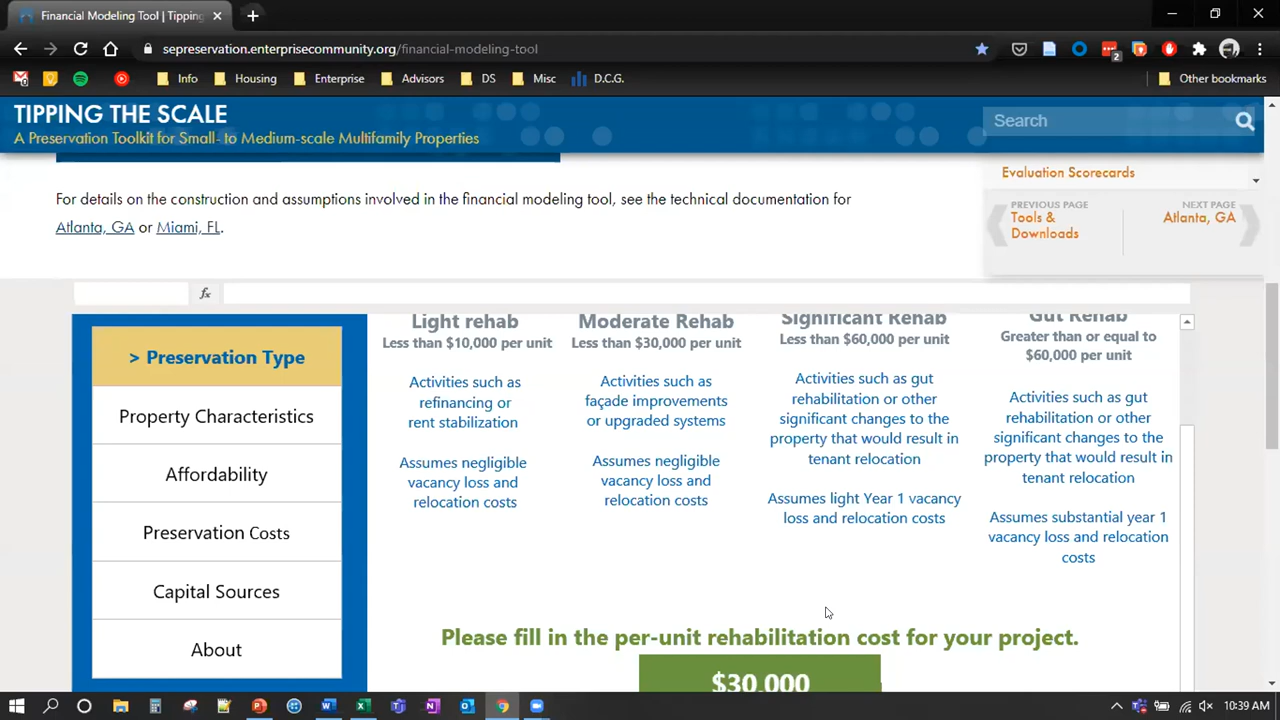 Financial Modeling Tool | Tipping
sepreservation.enterprisecommunity.org/financial-modeling-tool
2
Info
Housing
Enterprise
Advisors
DS
Misc
D.C.G.
Other bookmarks
TIPPING THE SCALE
A Preservation Toolkit for Small- to Medium-scale Multifamily Properties
Search
Evaluation Scorecards
For details on the construction and assumptions involved in the financial modeling tool, see the technical documentation for
Atlanta, GA or Miami, FL.
PREVIOUS PAGE
Tools &
Downloads
NEXT PAGE
Atlanta, GA
fx
> Preservation Type
Property Characteristics
Affordability
Preservation Costs
Capital Sources
About
Light rehab
Less than $10,000 per unit
Activities such as
refinancing or
rent stabilization
Assumes negligible
vacancy loss and
relocation costs
Moderate Rehab
Less than $30,000 per unit
Activities such as
façade improvements
or upgraded systems
Assumes negligible
vacancy loss and
relocation costs
Significant Rehab
Less than $60,000 per unit
Activities such as gut
rehabilitation or other
significant changes to the
property that would result in
tenant relocation
Assumes light Year 1 vacancy
loss and relocation costs
Gut Rehab
Greater than or equal to
$60,000 per unit
Activities such as gut
rehabilitation or other
significant changes to the
property that would result in
tenant relocation
Assumes substantial year 1
vacancy loss and relocation
costs
Please fill in the per-unit rehabilitation cost for your project.
$30,000
10:39 AM